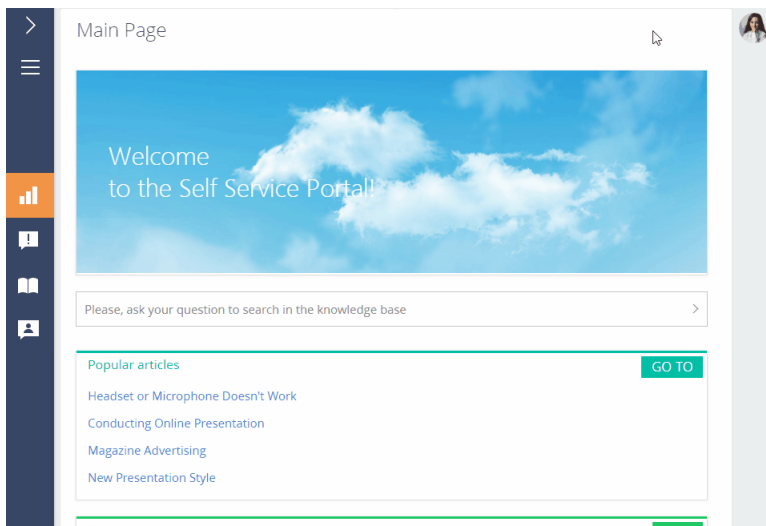 Main Page
Welcome
to the Self Service Portal!
Please, ask your question to search in the knowledge base
Popular articles
GO TO
Headset or Microphone Doesn't Work
Conducting Online Presentation
Magazine Advertising
New Presentation Style